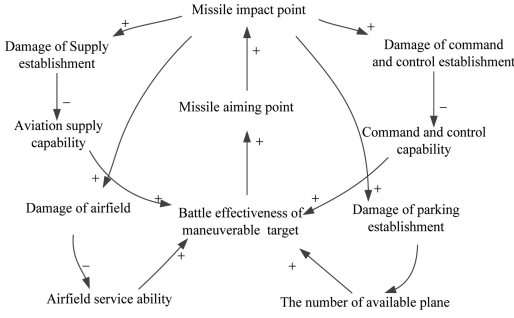 Missile impact point
+
+
Damage of Supply
establishment
Damage of command
and control establishment
+
−
−
Missile aiming point
Aviation supply
capability
Command and control
capability
+
+
+
+
+
Damage of airfield
Battle effectiveness of
maneuverable target
Damage of parking
establishment
−
+
+
Airfield service ability
The number of available plane